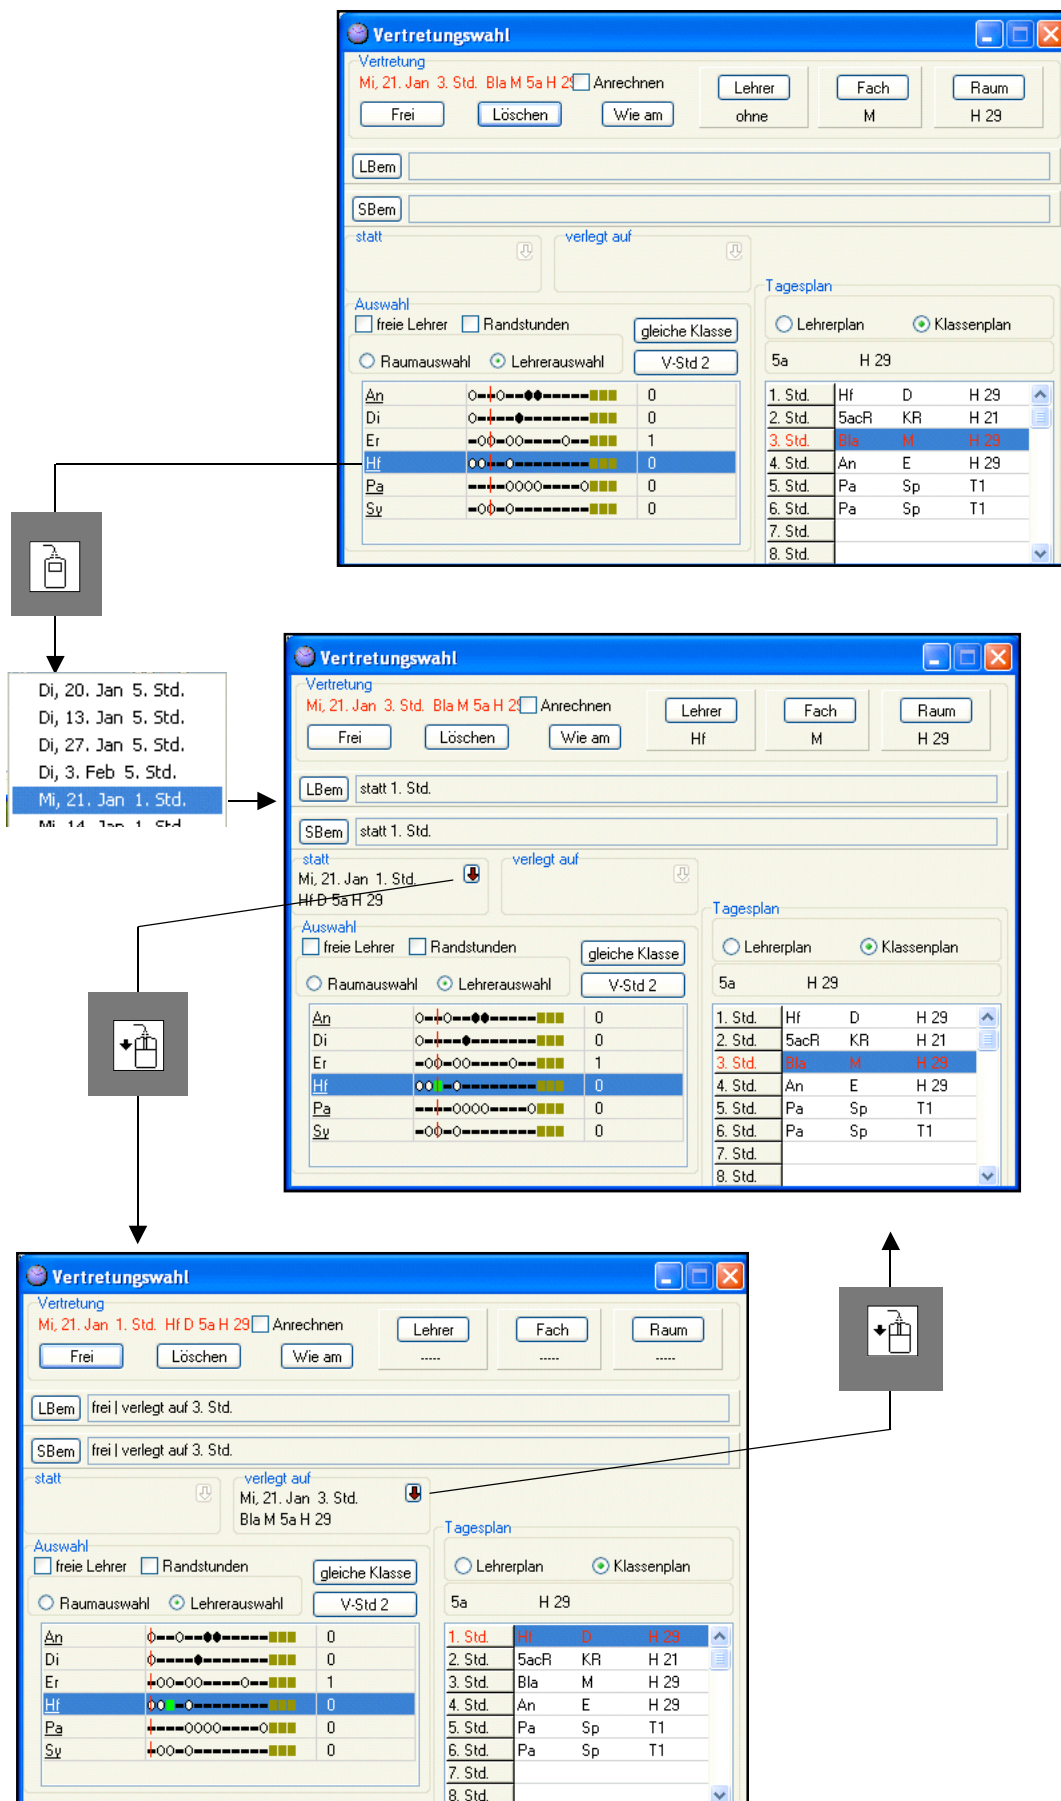 Vertretungswahl
Vertretung
Mi, 21. Jan 3. Std. Bla M 5a H 29 Anrechnen
Lehrer Fach Raum
Frei Löschen Wie am ohne M H 29
LBem
SBem
statt verlegt auf
Tagesplan
Auswahl
freie Lehrer Randstunden gleiche Klasse Lehrerplan Klassenplan
Raumauswahl Lehrerauswahl V-Std 2 5a H 29
An 0 1. Std. Hf D H 29
Di 0 2. Std. 5acR KR H 21
Er 1 3. Std. Bla M H 29
Hf 0 4. Std. An E H 29
Pa 0 5. Std. Pa Sp T1
Sy 0 6. Std. Pa Sp T1
7. Std.
8. Std.
Di, 20. Jan 5. Std.
Di, 13. Jan 5. Std.
Di, 27. Jan 5. Std.
Di, 3. Feb 5. Std.
Mi, 21. Jan 1. Std.
Mi, 14. Jan 1. Std.
Vertretungswahl
Vertretung
Mi, 21. Jan 3. Std. Bla M 5a H 29 Anrechnen
Lehrer Fach Raum
Frei Löschen Wie am Hf M H 29
LBem statt 1. Std.
SBem statt 1. Std.
statt verlegt auf
Mi, 21. Jan 1. Std.
Hf D 5a H 29
Tagesplan
Auswahl
freie Lehrer Randstunden gleiche Klasse Lehrerplan Klassenplan
Raumauswahl Lehrerauswahl V-Std 2 5a H 29
An 0 1. Std. Hf D H 29
Di 0 2. Std. 5acR KR H 21
Er 1 3. Std. Bla M H 29
Hf 0 4. Std. An E H 29
Pa 0 5. Std. Pa Sp T1
Sy 0 6. Std. Pa Sp T1
7. Std.
8. Std.
Vertretungswahl
Vertretung
Mi, 21. Jan 1. Std. Hf D 5a H 29 Anrechnen
Lehrer Fach Raum
Frei Löschen Wie am ----- ----- -----
LBem frei | verlegt auf 3. Std.
SBem frei | verlegt auf 3. Std.
statt verlegt auf
Mi, 21. Jan 3. Std.
Bla M 5a H 29
Tagesplan
Auswahl
freie Lehrer Randstunden gleiche Klasse Lehrerplan Klassenplan
Raumauswahl Lehrerauswahl V-Std 2 5a H 29
An 0 1. Std. Hf D H 29
Di 0 2. Std. 5acR KR H 21
Er 1 3. Std. Bla M H 29
Hf 0 4. Std. An E H 29
Pa 0 5. Std. Pa Sp T1
Sy 0 6. Std. Pa Sp T1
7. Std.
8. Std.